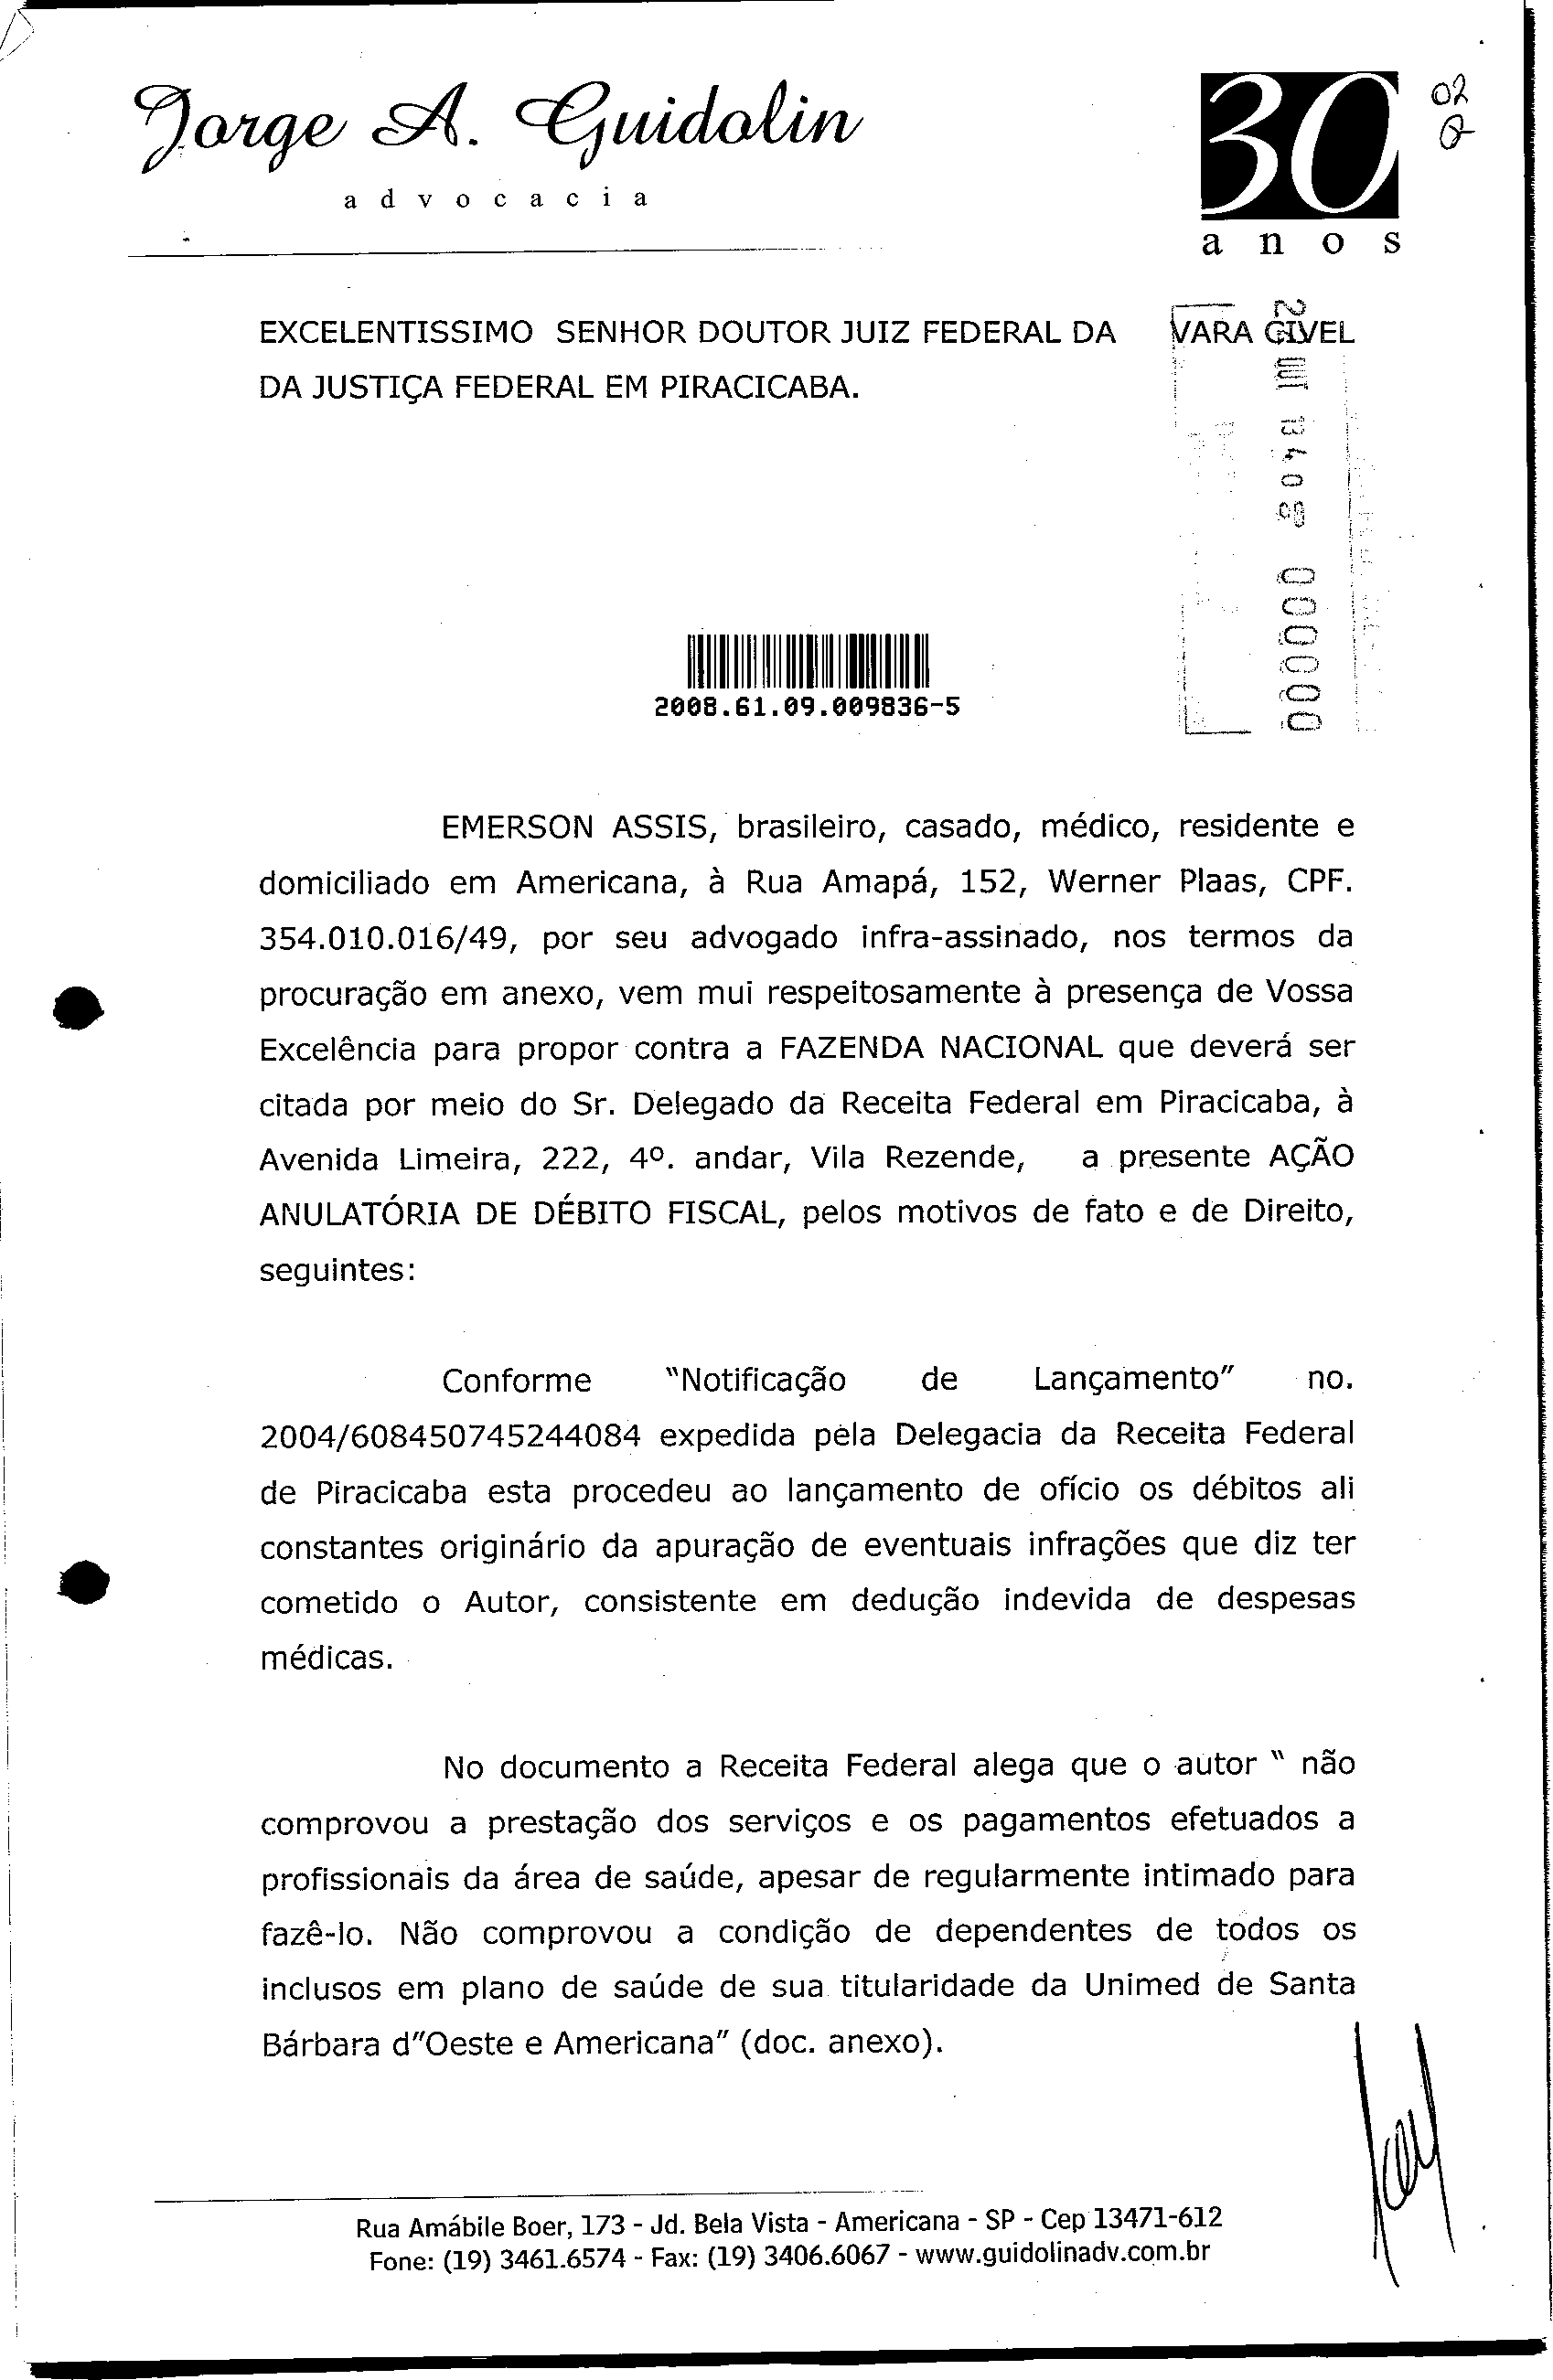 Jorge A. Guidolin
advocacia
30
anos
02
EXCELENTISSIMO SENHOR DOUTOR JUIZ FEDERAL DA VARA CIVEL
DA JUSTIÇA FEDERAL EM PIRACICABA.
2008.61.09.009836-5
EMERSON ASSIS, brasileiro, casado, médico, residente e
domiciliado em Americana, à Rua Amapá, 152, Werner Plaas, CPF.
354.010.016/49, por seu advogado infra-assinado, nos termos da
procuração em anexo, vem mui respeitosamente à presença de Vossa
Excelência para propor contra a FAZENDA NACIONAL que deverá ser
citada por meio do Sr. Delegado da Receita Federal em Piracicaba, à
Avenida Limeira, 222, 4º. andar, Vila Rezende, a presente AÇÃO
ANULATÓRIA DE DÉBITO FISCAL, pelos motivos de fato e de Direito,
seguintes:
Conforme "Notificação de Lançamento" no.
2004/608450745244084 expedida pela Delegacia da Receita Federal
de Piracicaba esta procedeu ao lançamento de ofício os débitos ali
constantes originário da apuração de eventuais infrações que diz ter
cometido o Autor, consistente em dedução indevida de despesas
médicas.
No documento a Receita Federal alega que o autor " não
comprovou a prestação dos serviços e os pagamentos efetuados a
profissionais da área de saúde, apesar de regularmente intimado para
fazê-lo. Não comprovou a condição de dependentes de todos os
inclusos em plano de saúde de sua titularidade da Unimed de Santa
Bárbara d"Oeste e Americana" (doc. anexo).
Rua Amábile Boer, 173 - Jd. Bela Vista - Americana - SP - Cep 13471-612
Fone: (19) 3461.6574 - Fax: (19) 3406.6067 - www.guidolinadv.com.br